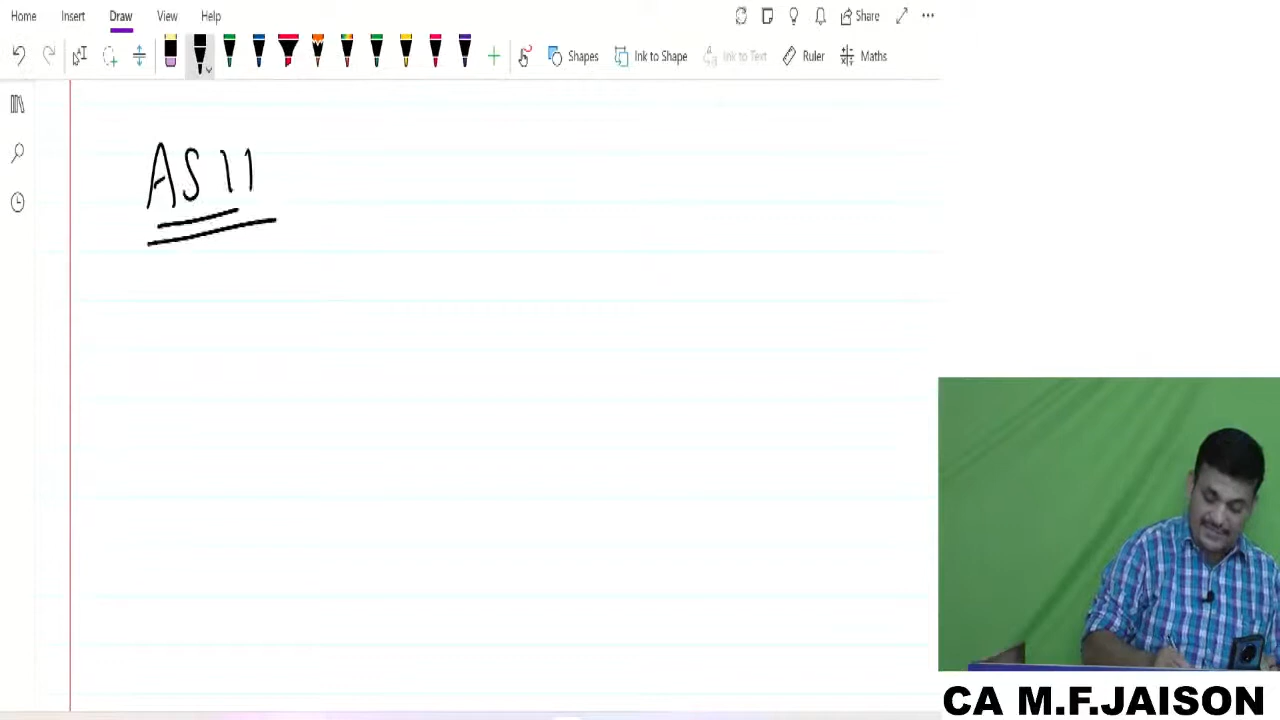 Home Insert Draw View Help
Share
Shapes Ink to Shape Ink to Text Ruler Maths
AS 11
CA M.F.JAISON